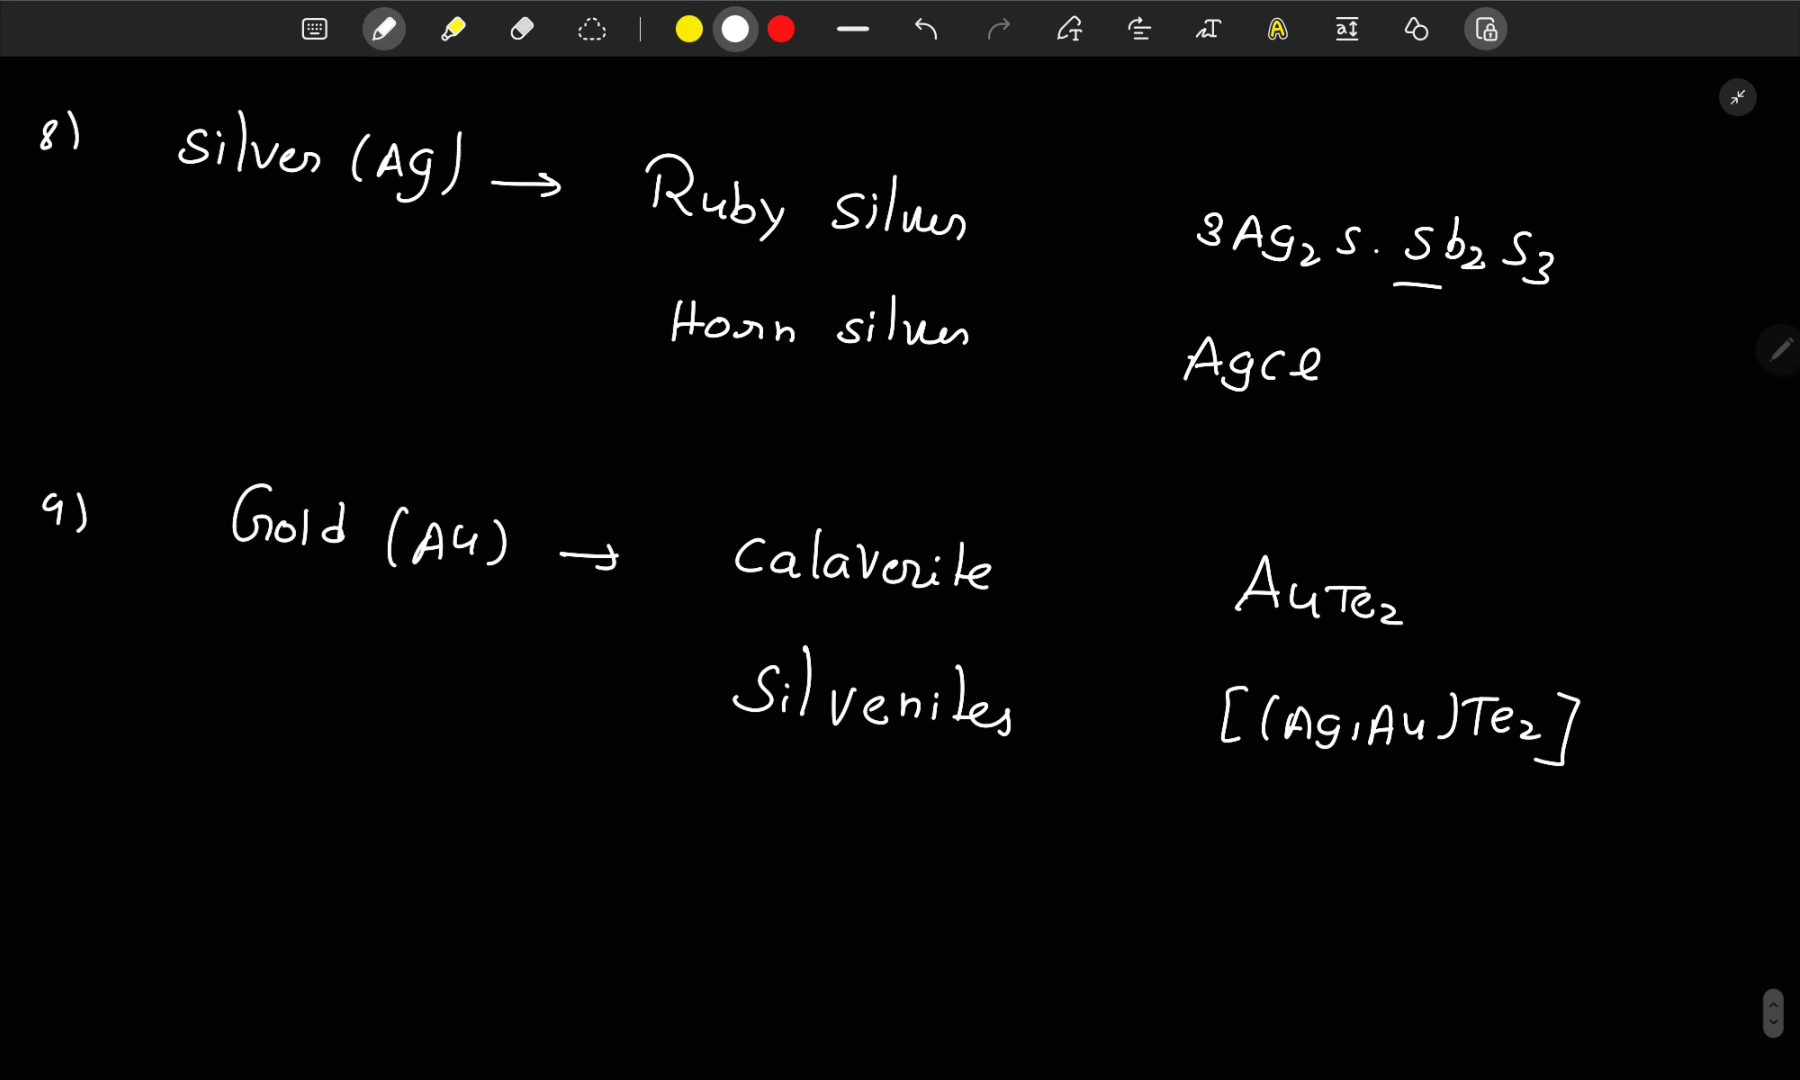 8) Silver (Ag) → Ruby Silver 3Ag₂S. Sb₂S₃
Horn silver AgCl
9) Gold (Au) → Calaverite AuTe₂
Silvenites [(Ag, Au)Te₂]